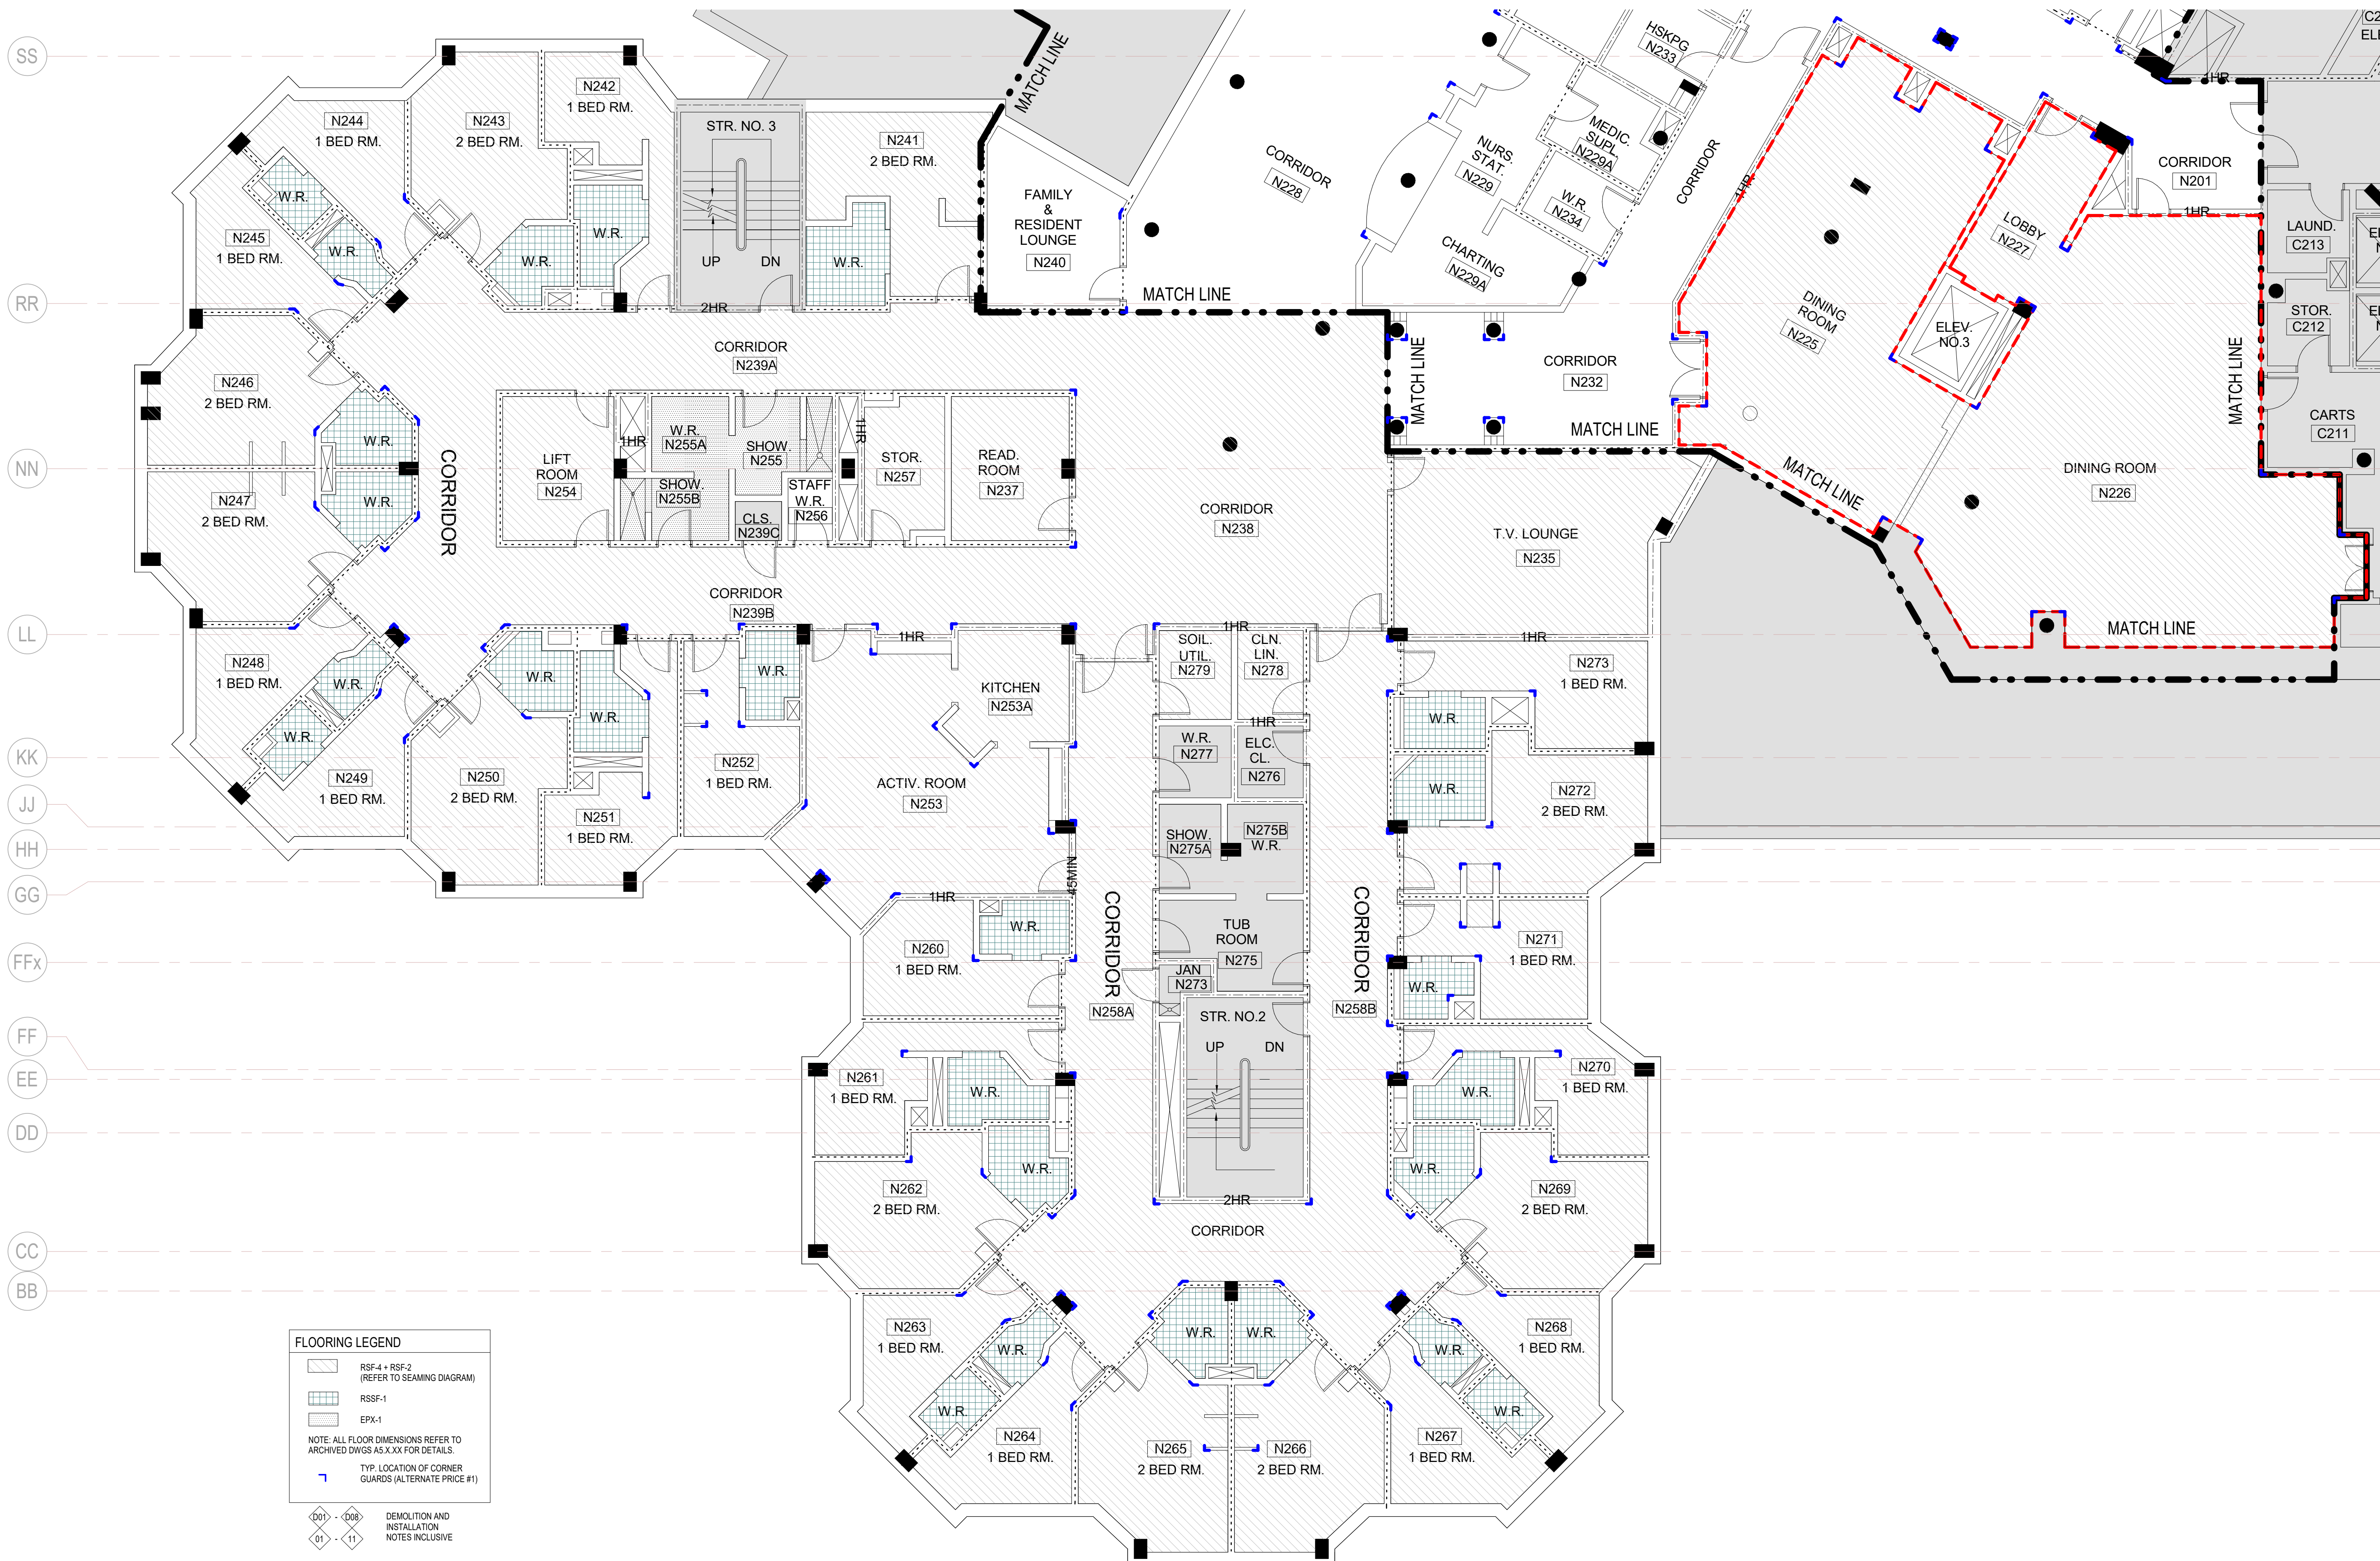 SS
RR
NN
LL
KK
JJ
HH
GG
FFx
FF
EE
DD
CC
BB
N242
1 BED RM.
N244
1 BED RM.
N243
2 BED RM.
STR. NO. 3
UP
DN
2HR
N241
2 BED RM.
W.R.
W.R.
W.R.
W.R.
W.R.
N245
1 BED RM.
MATCH LINE
FAMILY
&
RESIDENT
LOUNGE
N240
CORRIDOR
N228
MATCH LINE
HSKPG
N233
MEDIC.
SUPL.
N229A
NURS.
STAT.
N229
W.R.
N234
CHARTING
N229A
CORRIDOR
1HR
1HR
CORRIDOR
N201
1HR
LOBBY
N227
DINING
ROOM
N225
ELEV.
NO.3
LAUND.
C213
STOR.
C212
CARTS
C211
MATCH LINE
CORRIDOR
N232
MATCH LINE
MATCH LINE
MATCH LINE
DINING ROOM
N226
MATCH LINE
CORRIDOR
N239A
N246
2 BED RM.
W.R.
W.R.
N247
2 BED RM.
CORRIDOR
LIFT
ROOM
N254
1HR
W.R.
N255A
SHOW.
N255
SHOW.
N255B
CLS.
N239C
STAFF
W.R.
N256
1HR
STOR.
N257
READ.
ROOM
N237
CORRIDOR
N238
T.V. LOUNGE
N235
CORRIDOR
N239B
N248
1 BED RM.
W.R.
W.R.
N249
1 BED RM.
W.R.
W.R.
N250
2 BED RM.
N251
1 BED RM.
W.R.
N252
1 BED RM.
1HR
KITCHEN
N253A
ACTIV. ROOM
N253
1HR
SOIL.
UTIL.
N279
CLN.
LIN.
N278
1HR
W.R.
N277
ELC.
CL.
N276
SHOW.
N275A
N275B
W.R.
1HR
N273
1 BED RM.
W.R.
W.R.
N272
2 BED RM.
45MIN
1HR
W.R.
N260
1 BED RM.
CORRIDOR
N258A
TUB
ROOM
N275
JAN
N273
CORRIDOR
N258B
N271
1 BED RM.
W.R.
STR. NO.2
UP
DN
2HR
CORRIDOR
N261
1 BED RM.
W.R.
W.R.
N262
2 BED RM.
N270
1 BED RM.
W.R.
W.R.
N269
2 BED RM.
N263
1 BED RM.
W.R.
W.R.
N264
1 BED RM.
W.R.
W.R.
N265
2 BED RM.
N266
2 BED RM.
N268
1 BED RM.
W.R.
W.R.
N267
1 BED RM.
FLOORING LEGEND
RSF-4 + RSF-2
(REFER TO SEAMING DIAGRAM)
RSSF-1
EPX-1
NOTE: ALL FLOOR DIMENSIONS REFER TO
ARCHIVED DWGS A5.X.XX FOR DETAILS.
TYP. LOCATION OF CORNER
GUARDS (ALTERNATE PRICE #1)
D01 - D08
01 - 11
DEMOLITION AND
INSTALLATION
NOTES INCLUSIVE